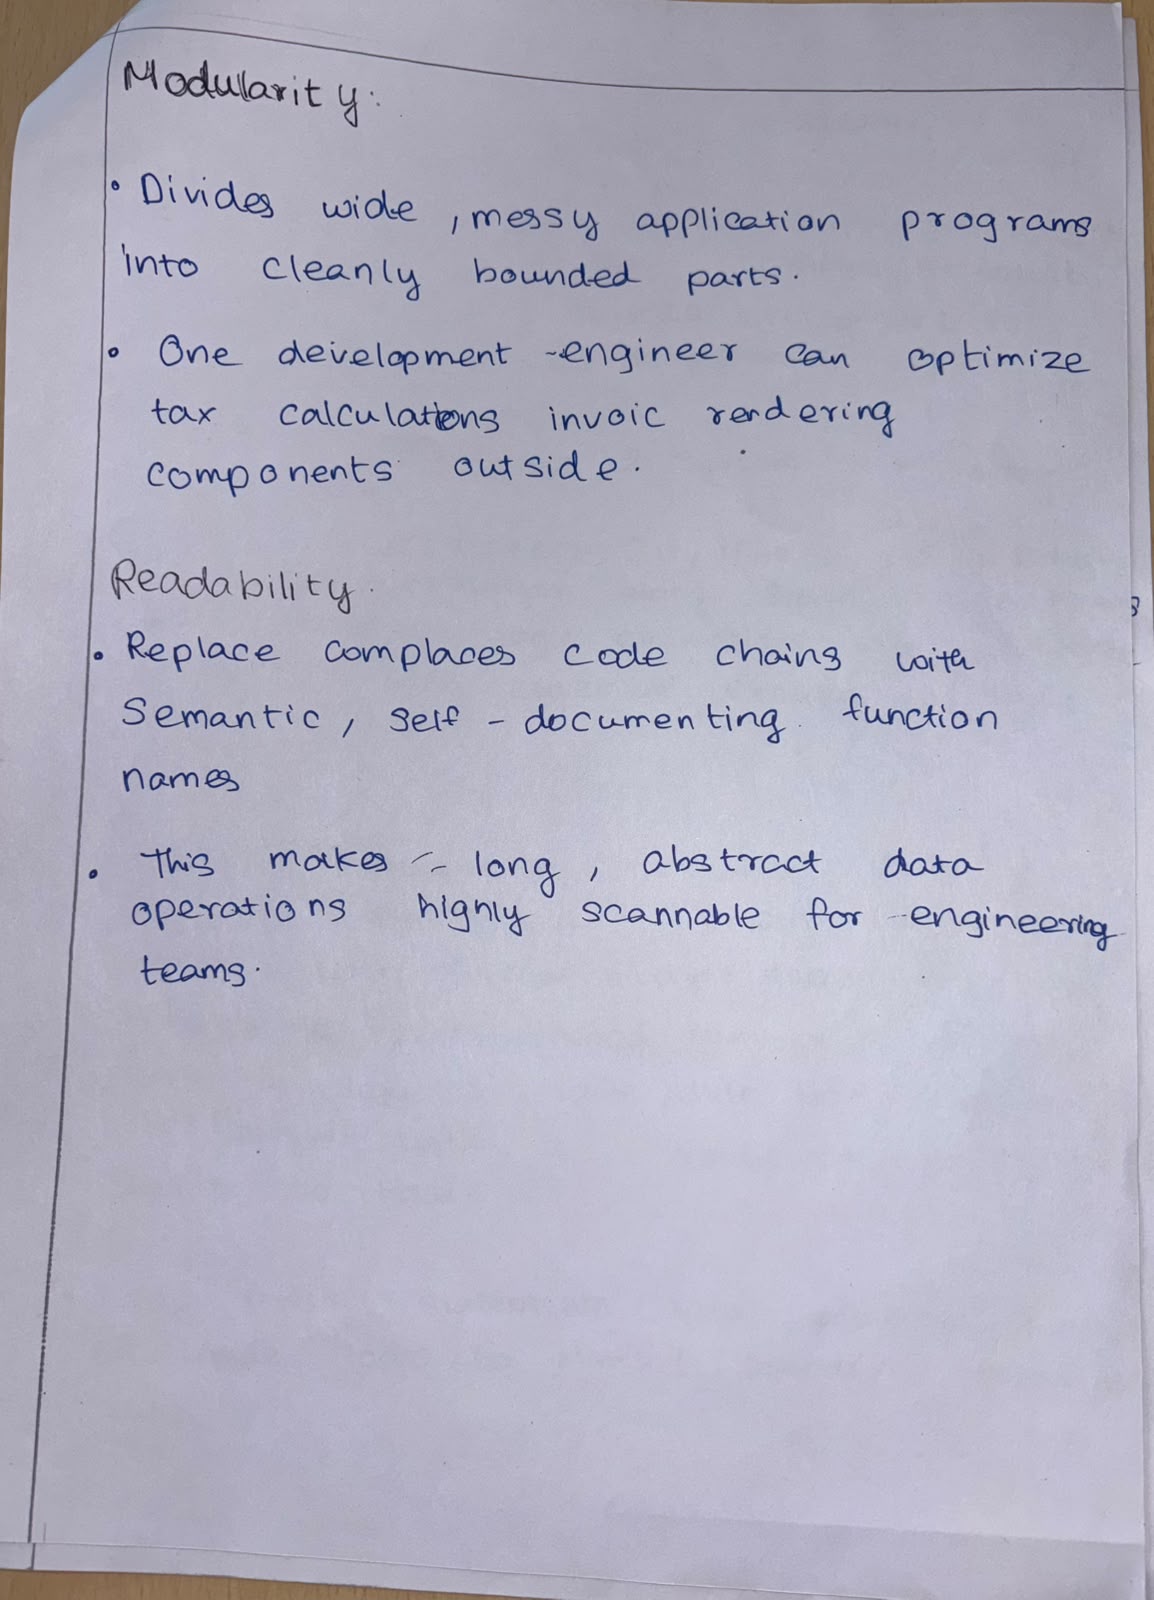 Modularity:
• Divides wide, messy application programs
into cleanly bounded parts.
• One development engineer can optimize
tax calculations invoic rendering
components outside.
Readability.
• Replace complaces code chains with
Semantic, self-documenting function
names
• This makes long, abstract data
operations highly scannable for engineering
teams.